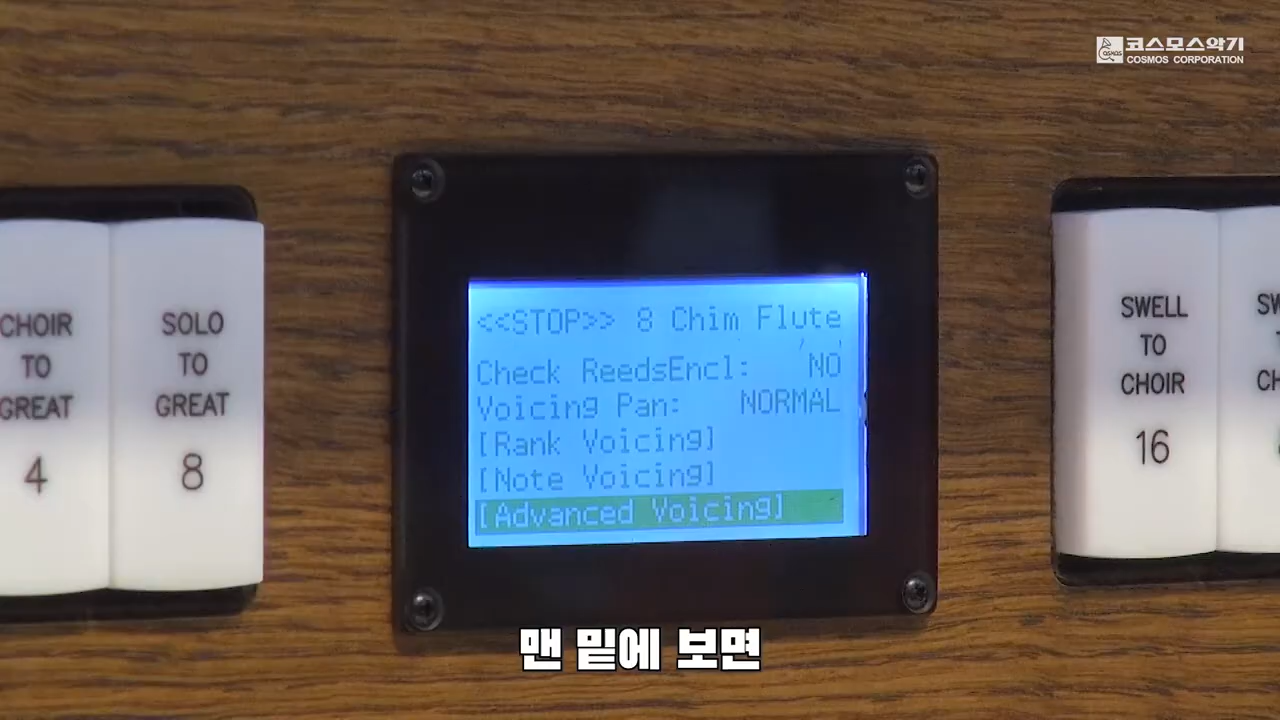 코스모스악기
COSMOS CORPORATION
CHOIR
TO
GREAT
4
SOLO
TO
GREAT
8
<<STOP>> 8 Chim Flute
Check ReedsEncl: NO
Voicing Pan: NORMAL
[Rank Voicing]
[Note Voicing]
[Advanced Voicing]
SWELL
TO
CHOIR
16
맨 밑에 보면